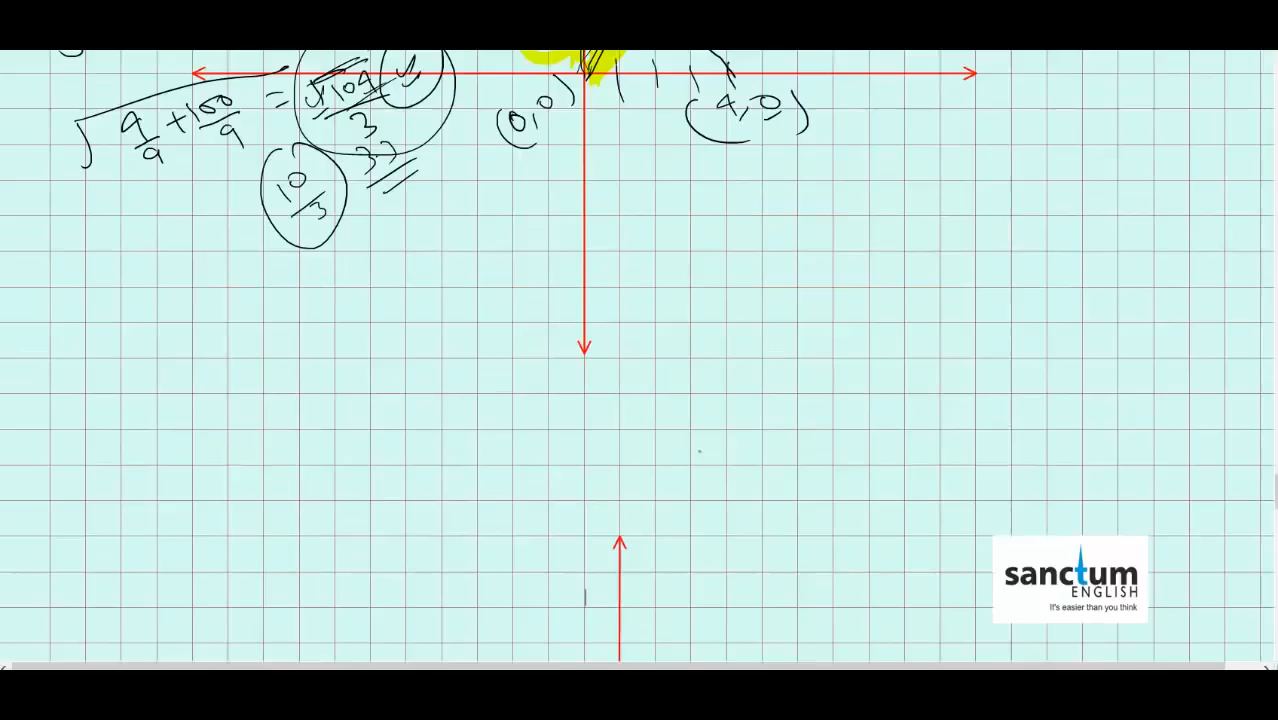 √ 9/9 + 100/9 = √109/3
(0,0)
(4,0)
33
10/3
sanctum
ENGLISH
It's easier than you think